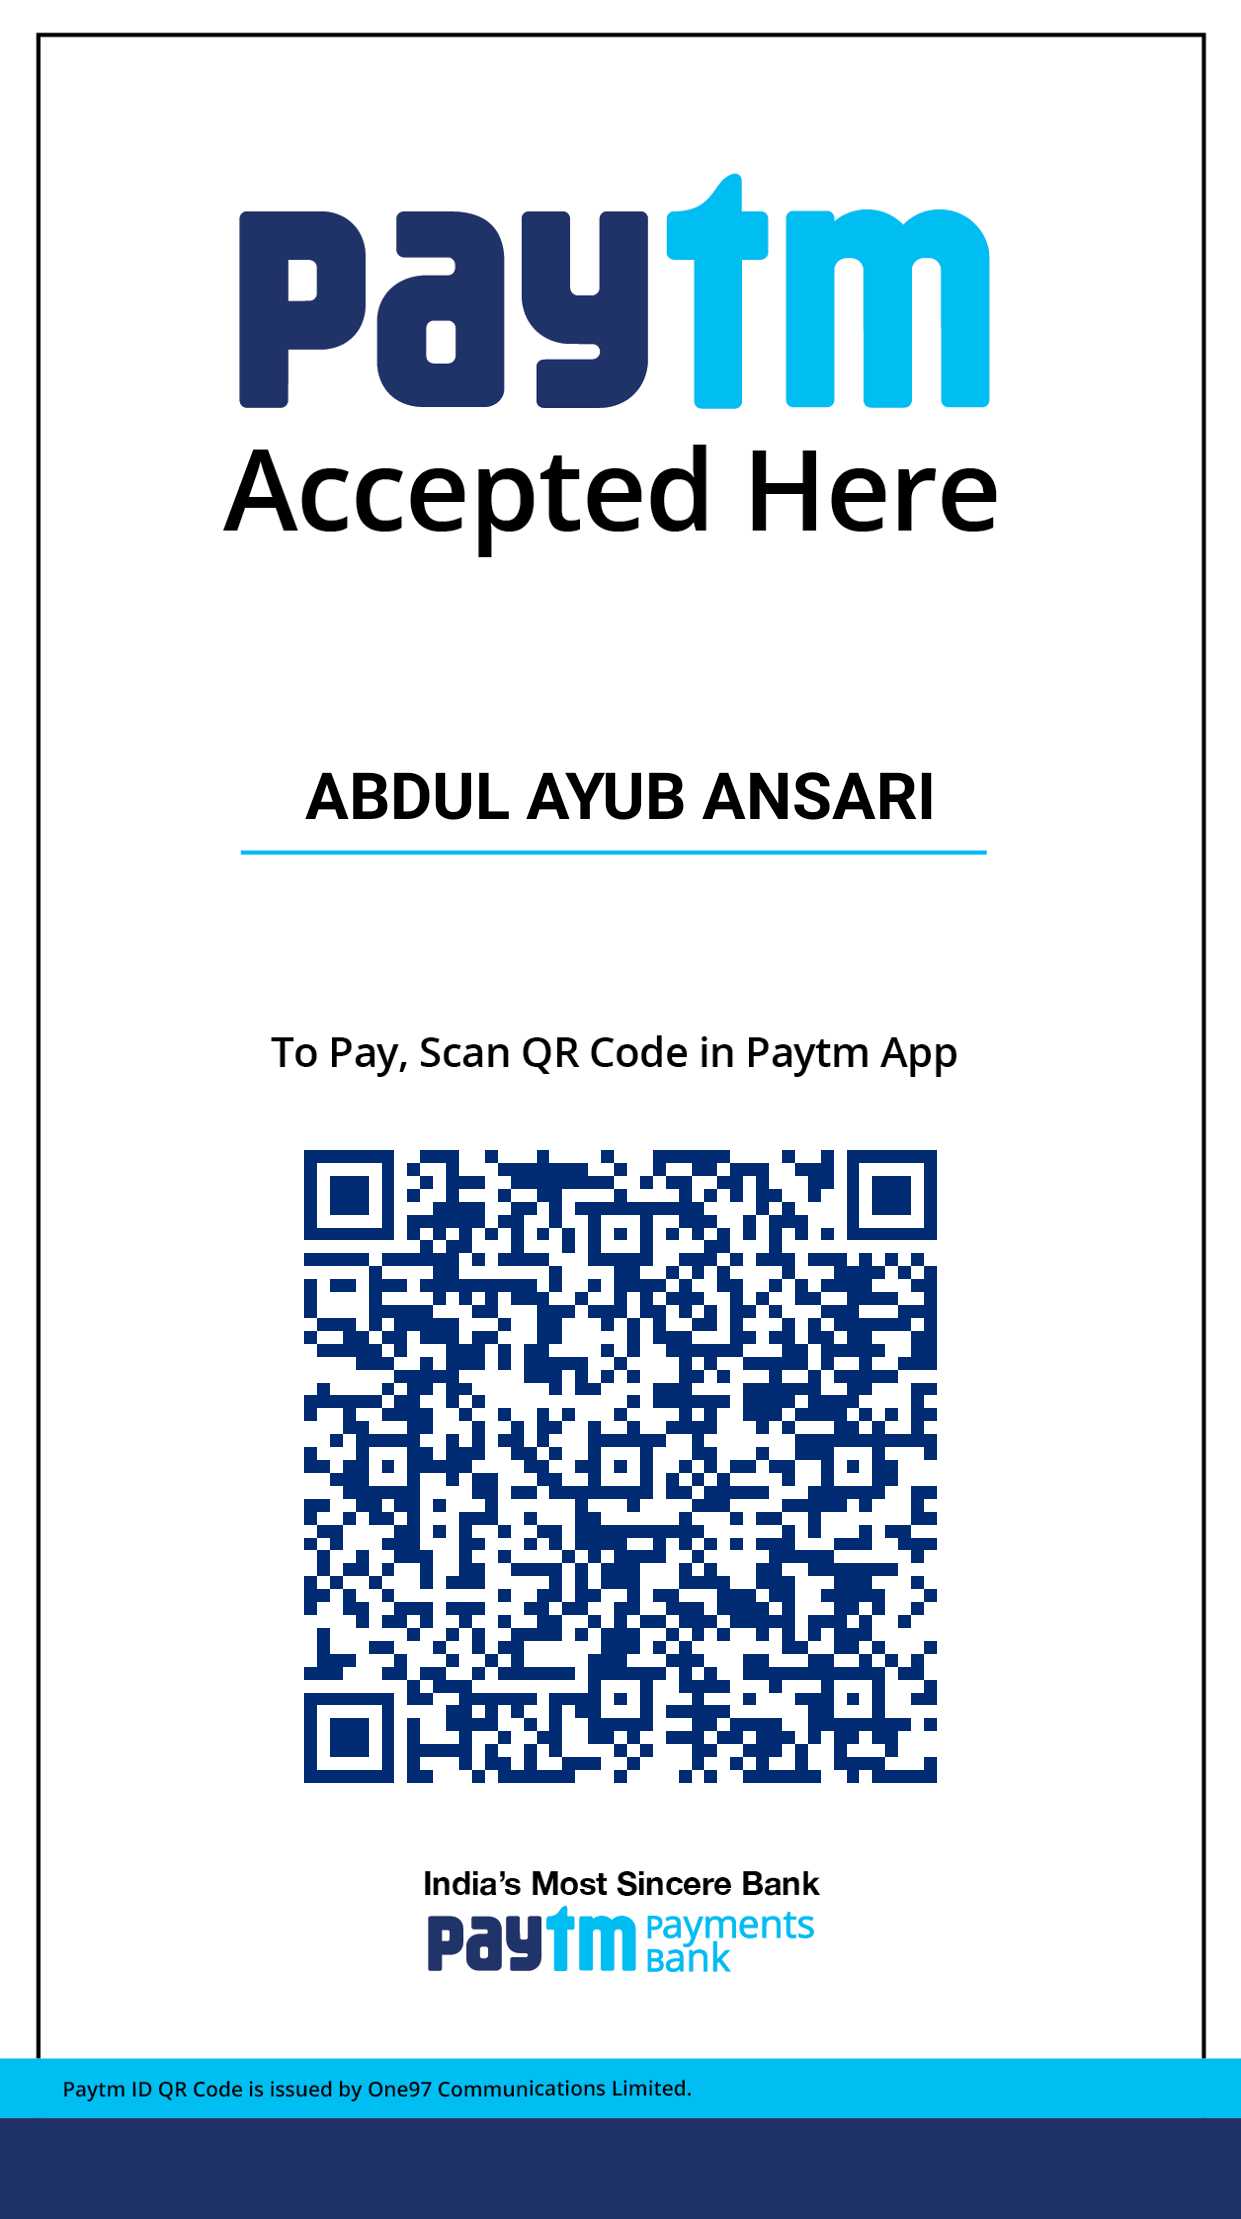 paytm
Accepted Here
ABDUL AYUB ANSARI
To Pay, Scan QR Code in Paytm App
India's Most Sincere Bank
paytm Payments
Bank
Paytm ID QR Code is issued by One97 Communications Limited.